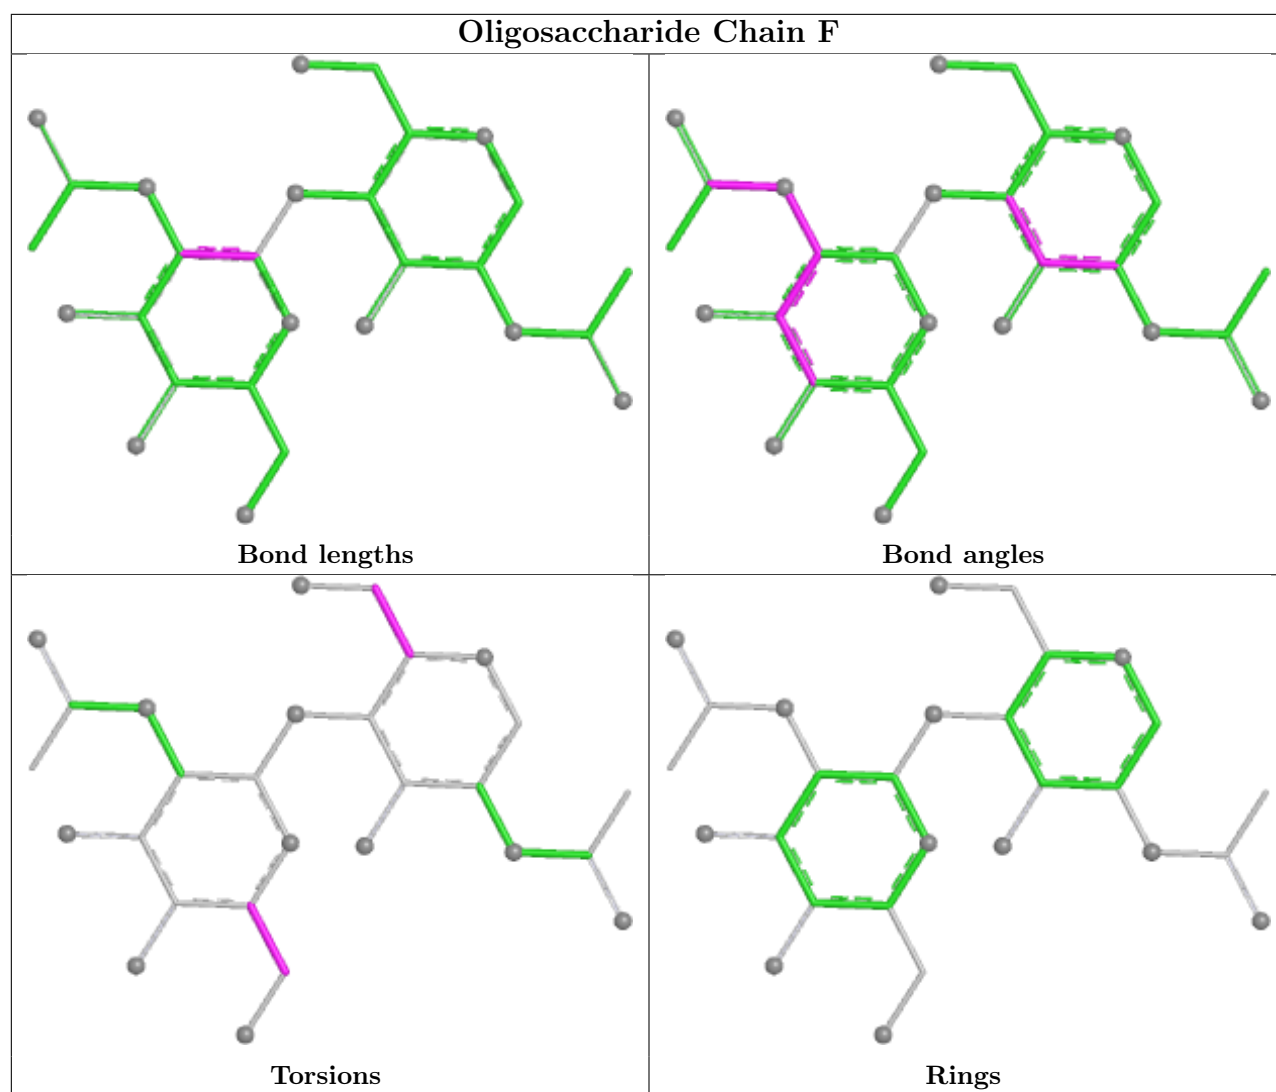 Oligosaccharide Chain F
Bond lengths
Bond angles
Torsions
Rings